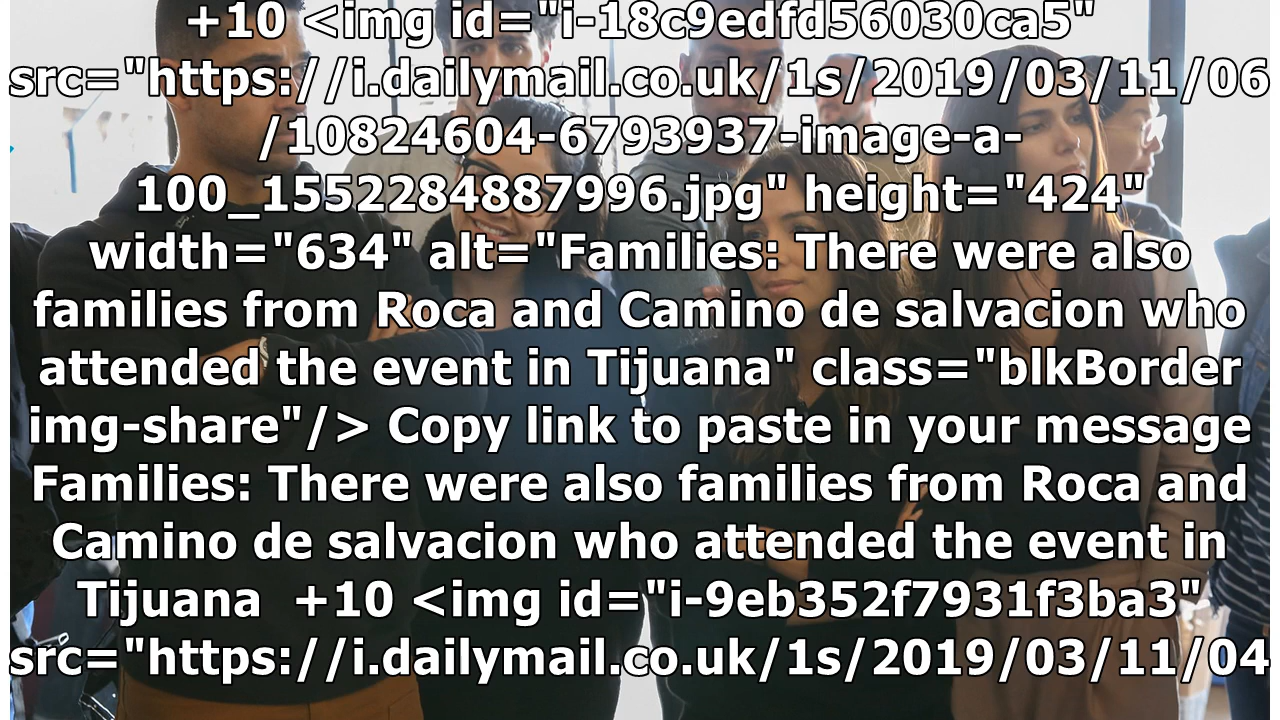 +10 <img id="i-18c9edfd56030ca5"
src="https://i.dailymail.co.uk/1s/2019/03/11/06
/10824604-6793937-image-a-
100_1552284887996.jpg" height="424"
width="634" alt="Families: There were also
families from Roca and Camino de salvacion who
attended the event in Tijuana" class="blkBorder
img-share"/> Copy link to paste in your message
Families: There were also families from Roca and
Camino de salvacion who attended the event in
Tijuana  +10 <img id="i-9eb352f7931f3ba3"
src="https://i.dailymail.co.uk/1s/2019/03/11/04